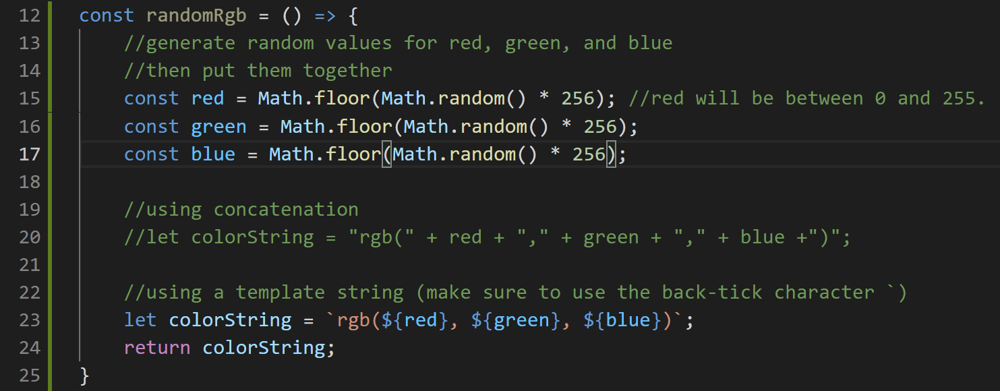 12 const randomRgb = () => {
13     //generate random values for red, green, and blue
14     //then put them together
15     const red = Math.floor(Math.random() * 256); //red will be between 0 and 255.
16     const green = Math.floor(Math.random() * 256);
17     const blue = Math.floor(Math.random() * 256);
18
19     //using concatenation
20     //let colorString = "rgb(" + red + "," + green + "," + blue +")";
21
22     //using a template string (make sure to use the back-tick character `)
23     let colorString = `rgb(${red}, ${green}, ${blue})`;
24     return colorString;
25 }